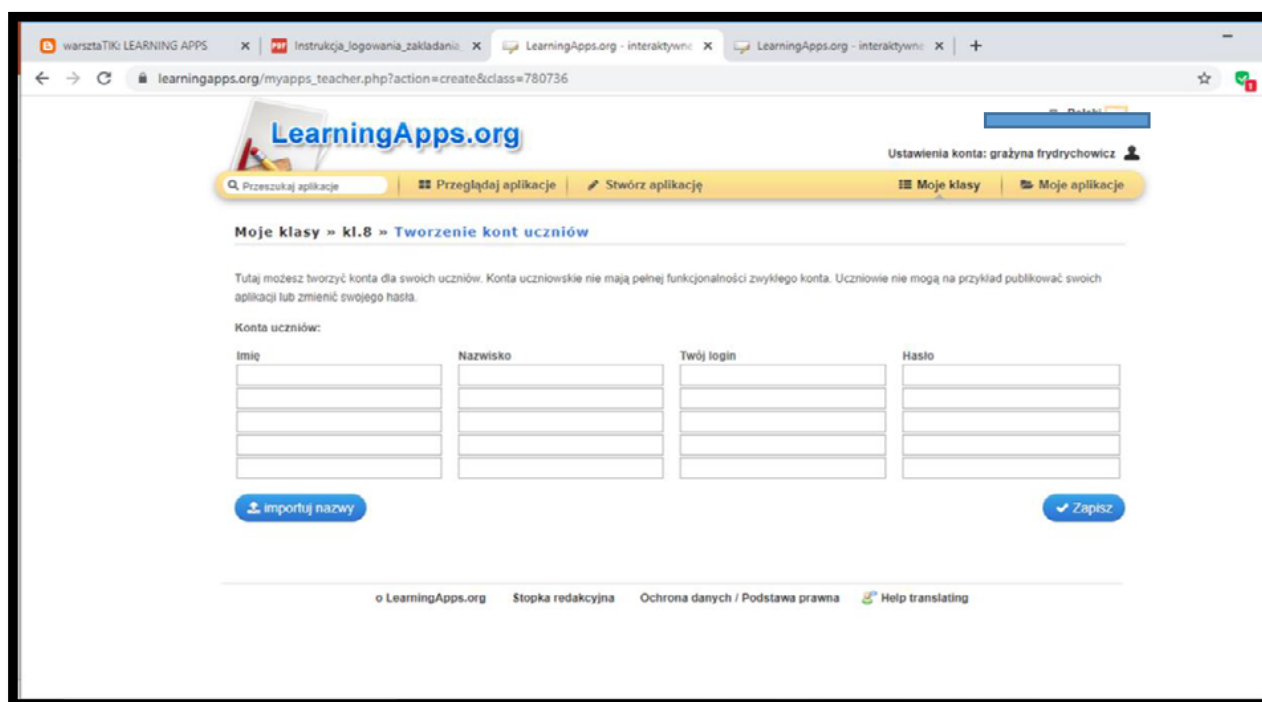 warsztaTIK: LEARNING APPS
Instrukcja_logowania_zakladania_
LearningApps.org - interaktywne
LearningApps.org - interaktywne
learningapps.org/myapps_teacher.php?action=create&class=780736
LearningApps.org
Ustawienia konta: grażyna frydrychowicz
Przeszukaj aplikacje Przeglądaj aplikacje Stwórz aplikację Moje klasy Moje aplikacje
Moje klasy » kl.8 » Tworzenie kont uczniów
Tutaj możesz tworzyć konta dla swoich uczniów. Konta uczniowskie nie mają pełnej funkcjonalności zwykłego konta. Uczniowie nie mogą na przykład publikować swoich
aplikacji lub zmienić swojego hasła.
Konta uczniów:
Imię Nazwisko Twój login Hasło
importuj nazwy Zapisz
o LearningApps.org Stopka redakcyjna Ochrona danych / Podstawa prawna Help translating